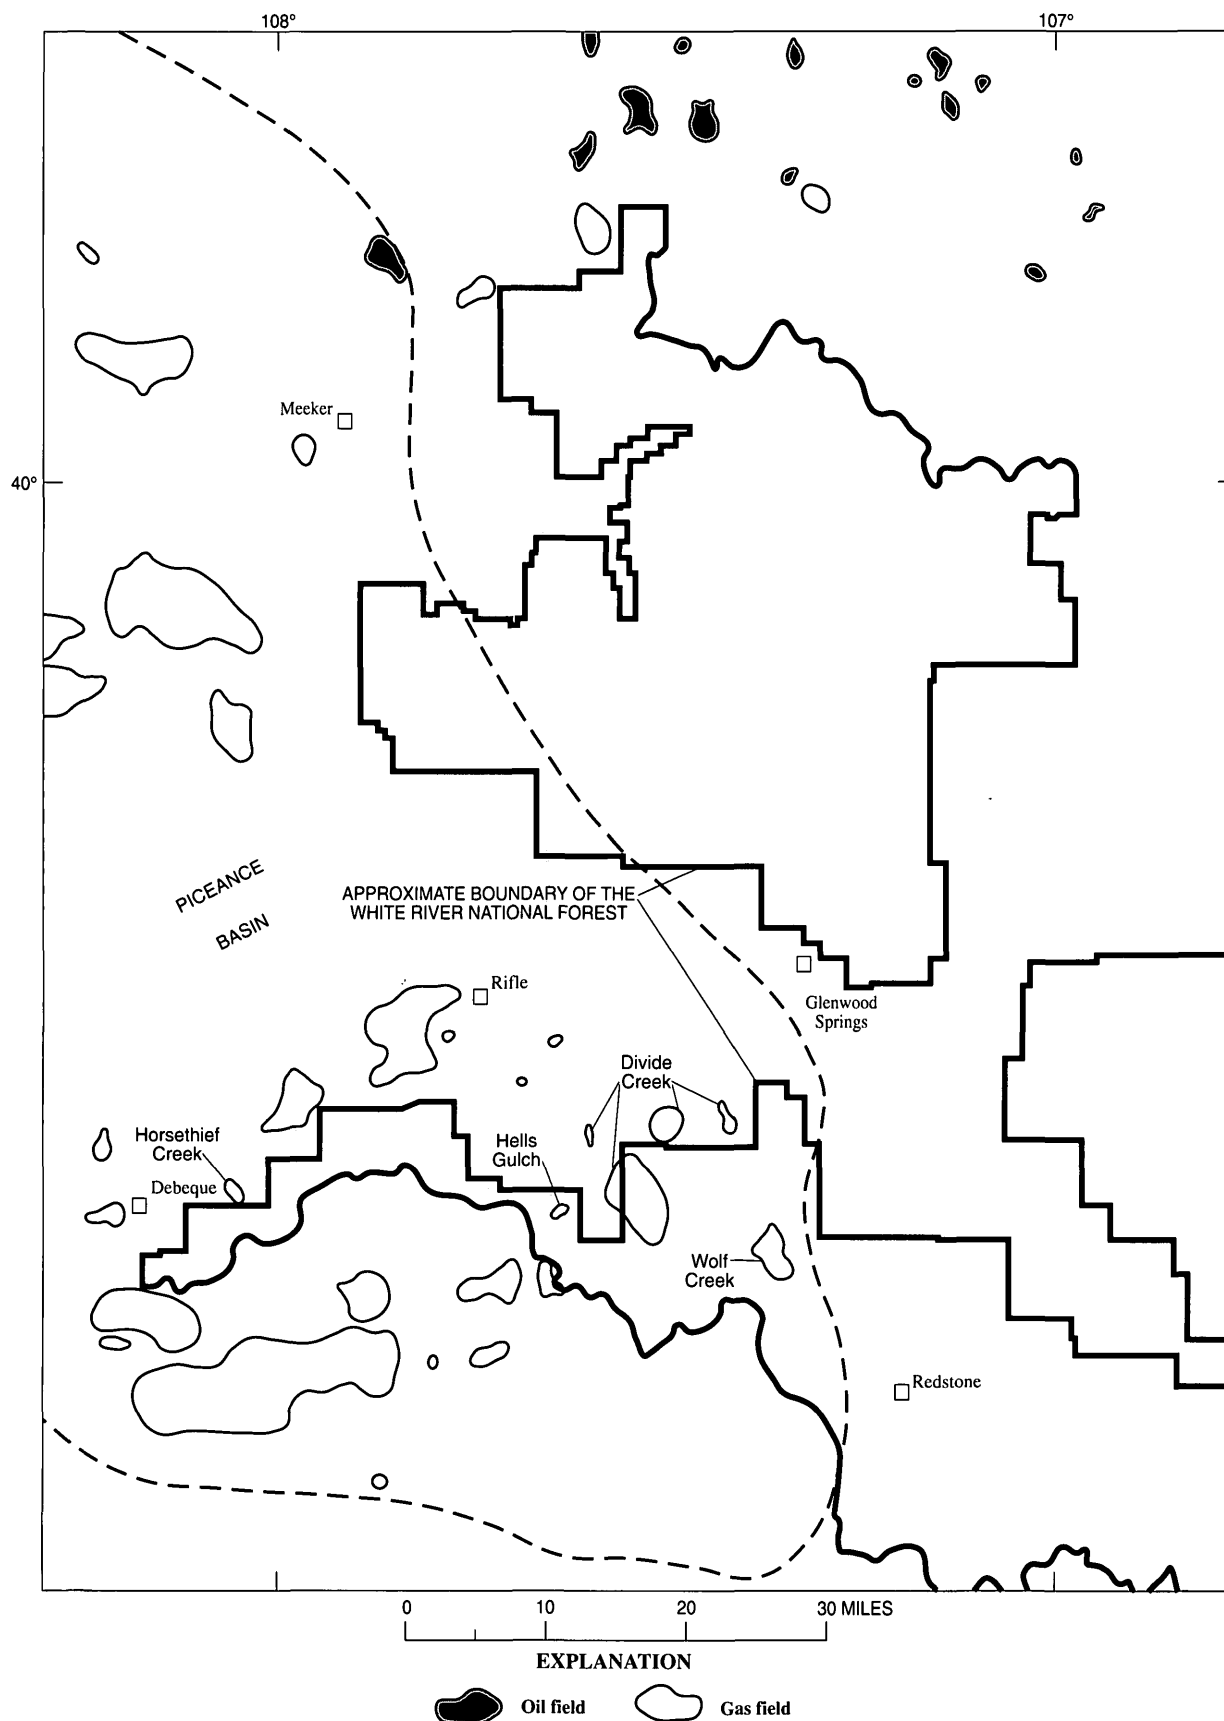 108°
107°
Meeker
40°
PICEANCE
BASIN
APPROXIMATE BOUNDARY OF THE
WHITE RIVER NATIONAL FOREST
Rifle
Glenwood
Springs
Divide
Creek
Horsethief
Creek
Hells
Gulch
Debeque
Wolf
Creek
Redstone
0 10 20 30 MILES
EXPLANATION
Oil field Gas field